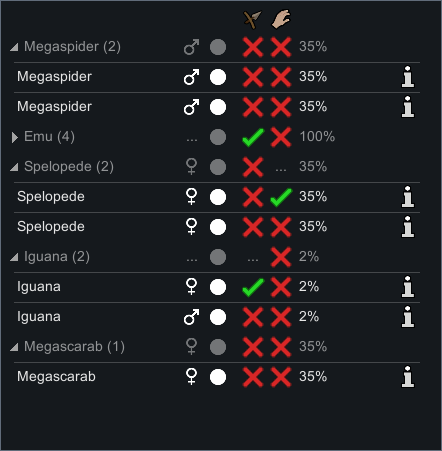 Megaspider (2) 35%
Megaspider 35%
Megaspider 35%
Emu (4) ... 100%
Spelopede (2) ... 35%
Spelopede 35%
Spelopede 35%
Iguana (2) ... ... 2%
Iguana 2%
Iguana 2%
Megascarab (1) 35%
Megascarab 35%